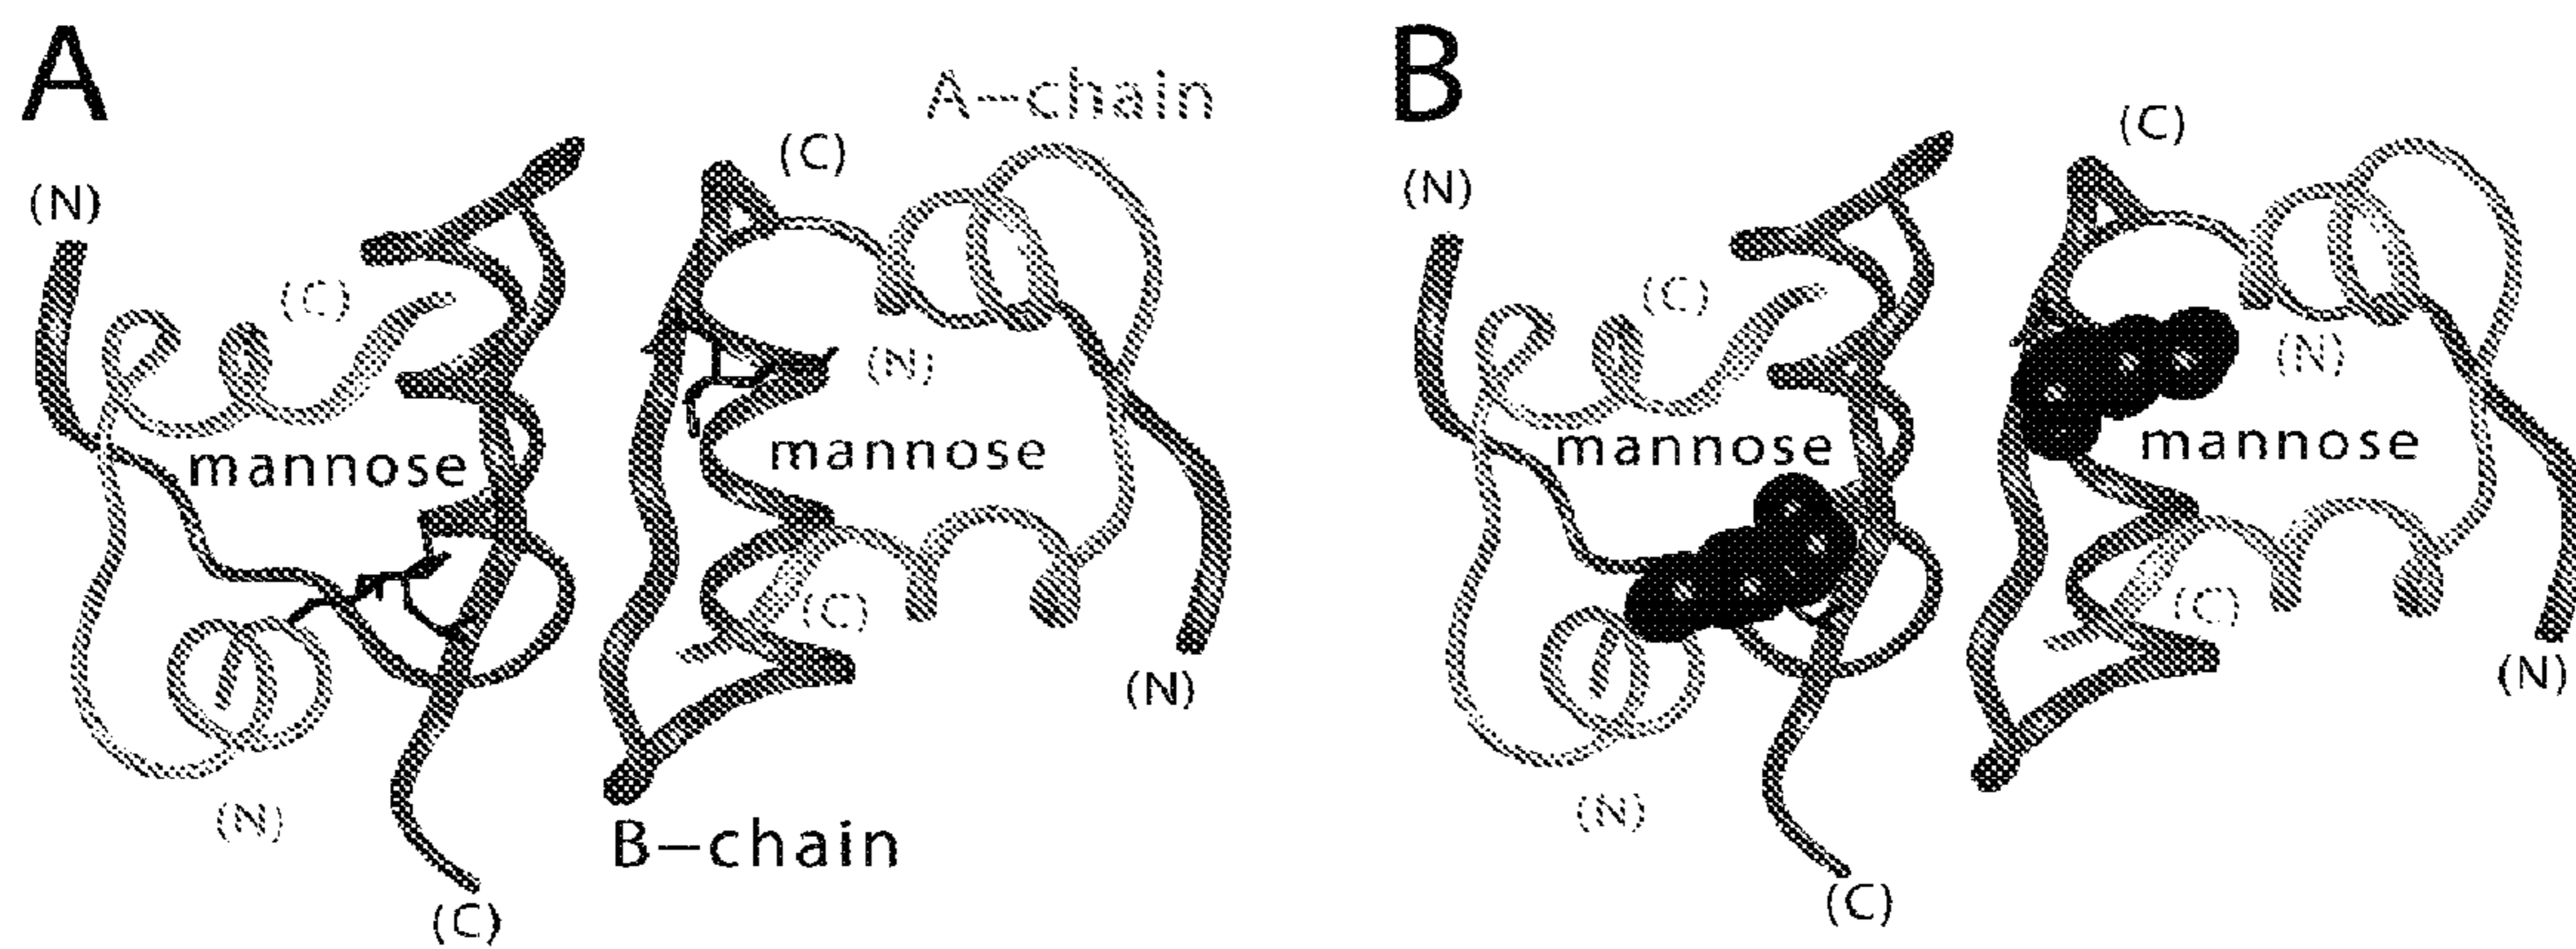 A
(N)
(C)
A–chain
(C)
(N)
mannose
mannose
(C)
(N)
(N)
B–chain
(C)
B
(N)
(C)
(C)
(N)
mannose
mannose
(C)
(N)
(N)
(C)